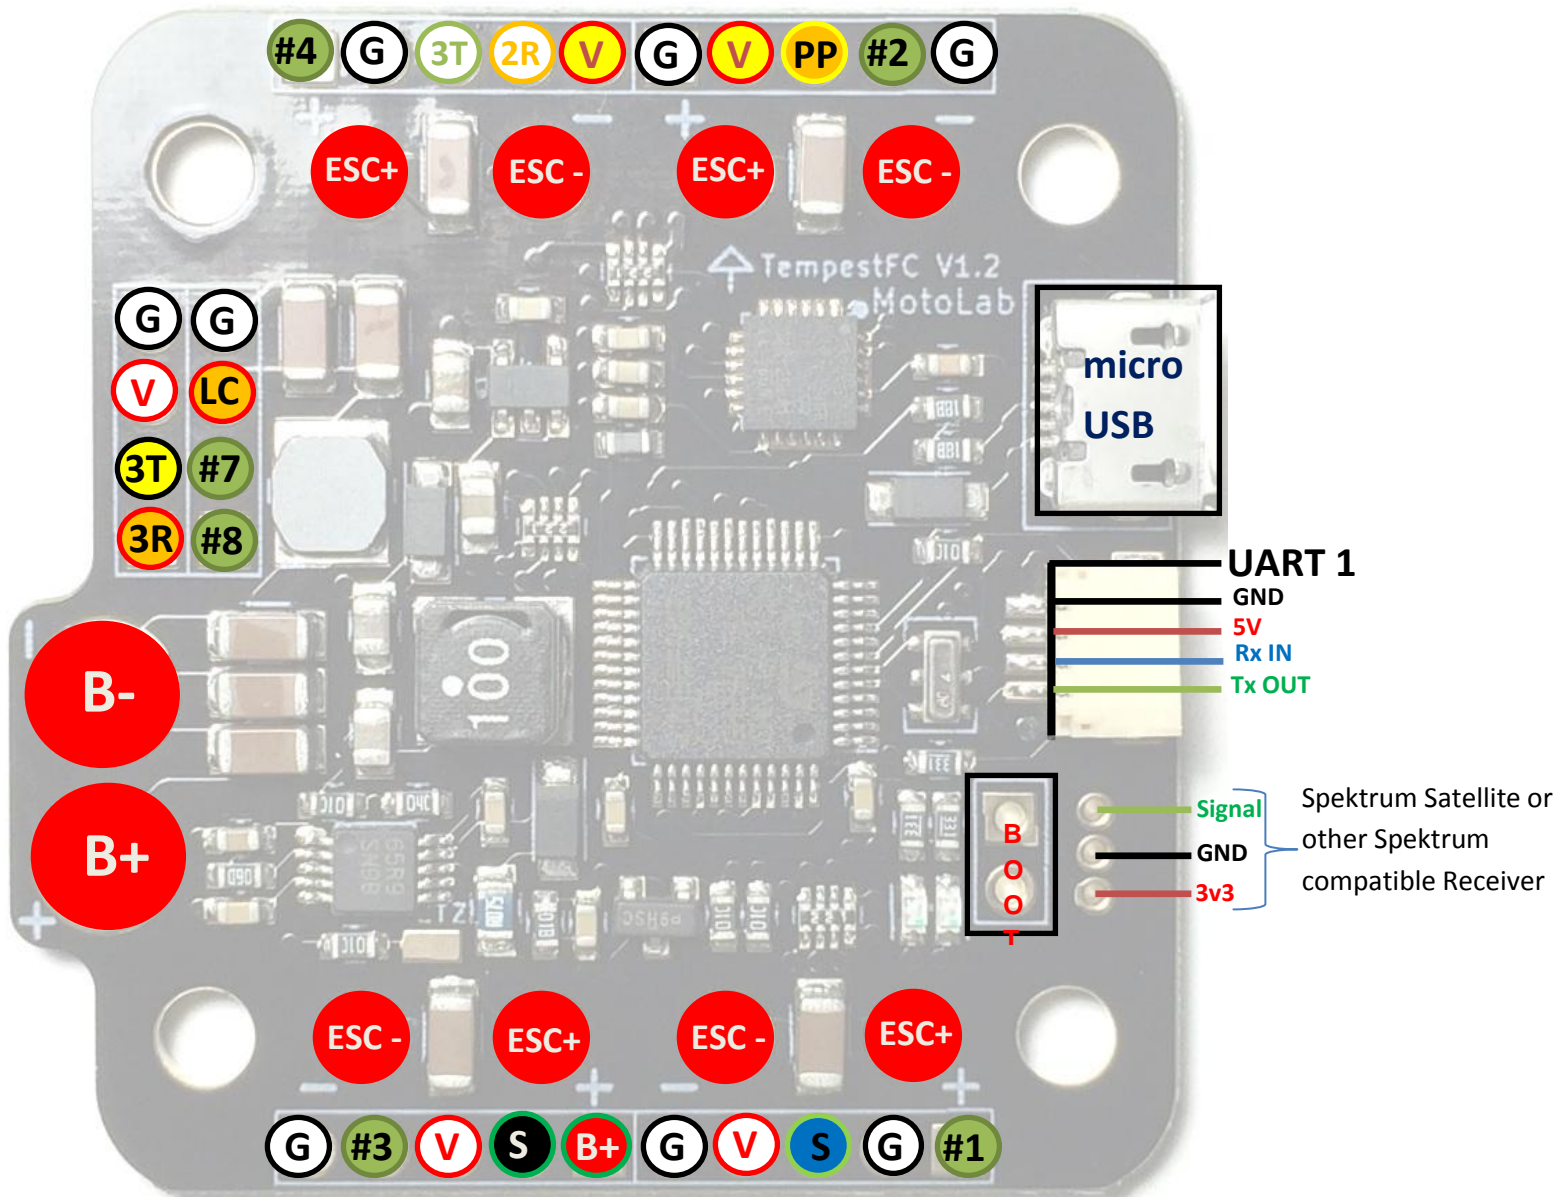 #4 G 3T 2R V G V PP #2 G
+ - + -
ESC+ ESC - ESC+ ESC -
TempestFC V1.2
MotoLab
G G
V LC
3T #7
3R #8
micro
USB
UART 1
GND
5V
Rx IN
Tx OUT
-
B-
B+
+
100
BOOT
Signal
GND
3v3
Spektrum Satellite or
other Spektrum
compatible Receiver
ESC - ESC+ ESC - ESC+
- + - +
G #3 V S B+ G V S G #1